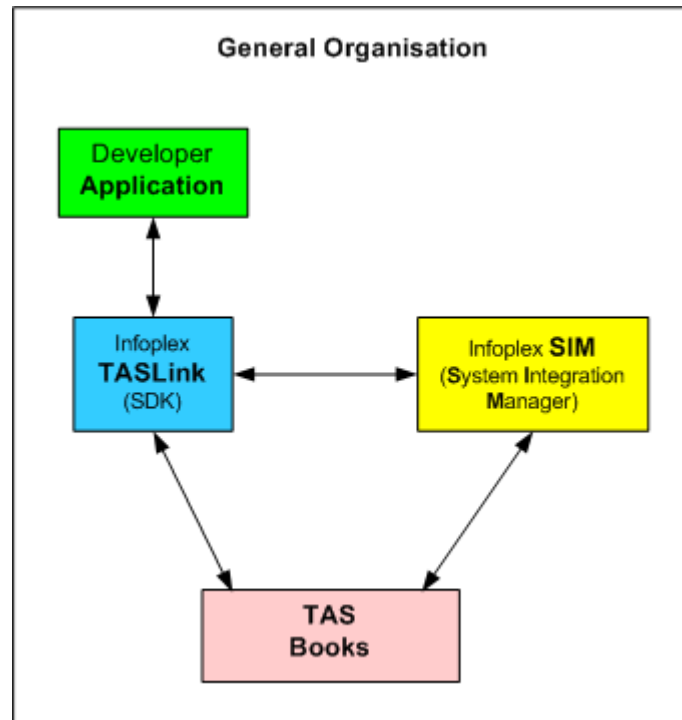 General Organisation
Developer
Application
Infoplex
TASLink
(SDK)
Infoplex SIM
(System Integration
Manager)
TAS
Books